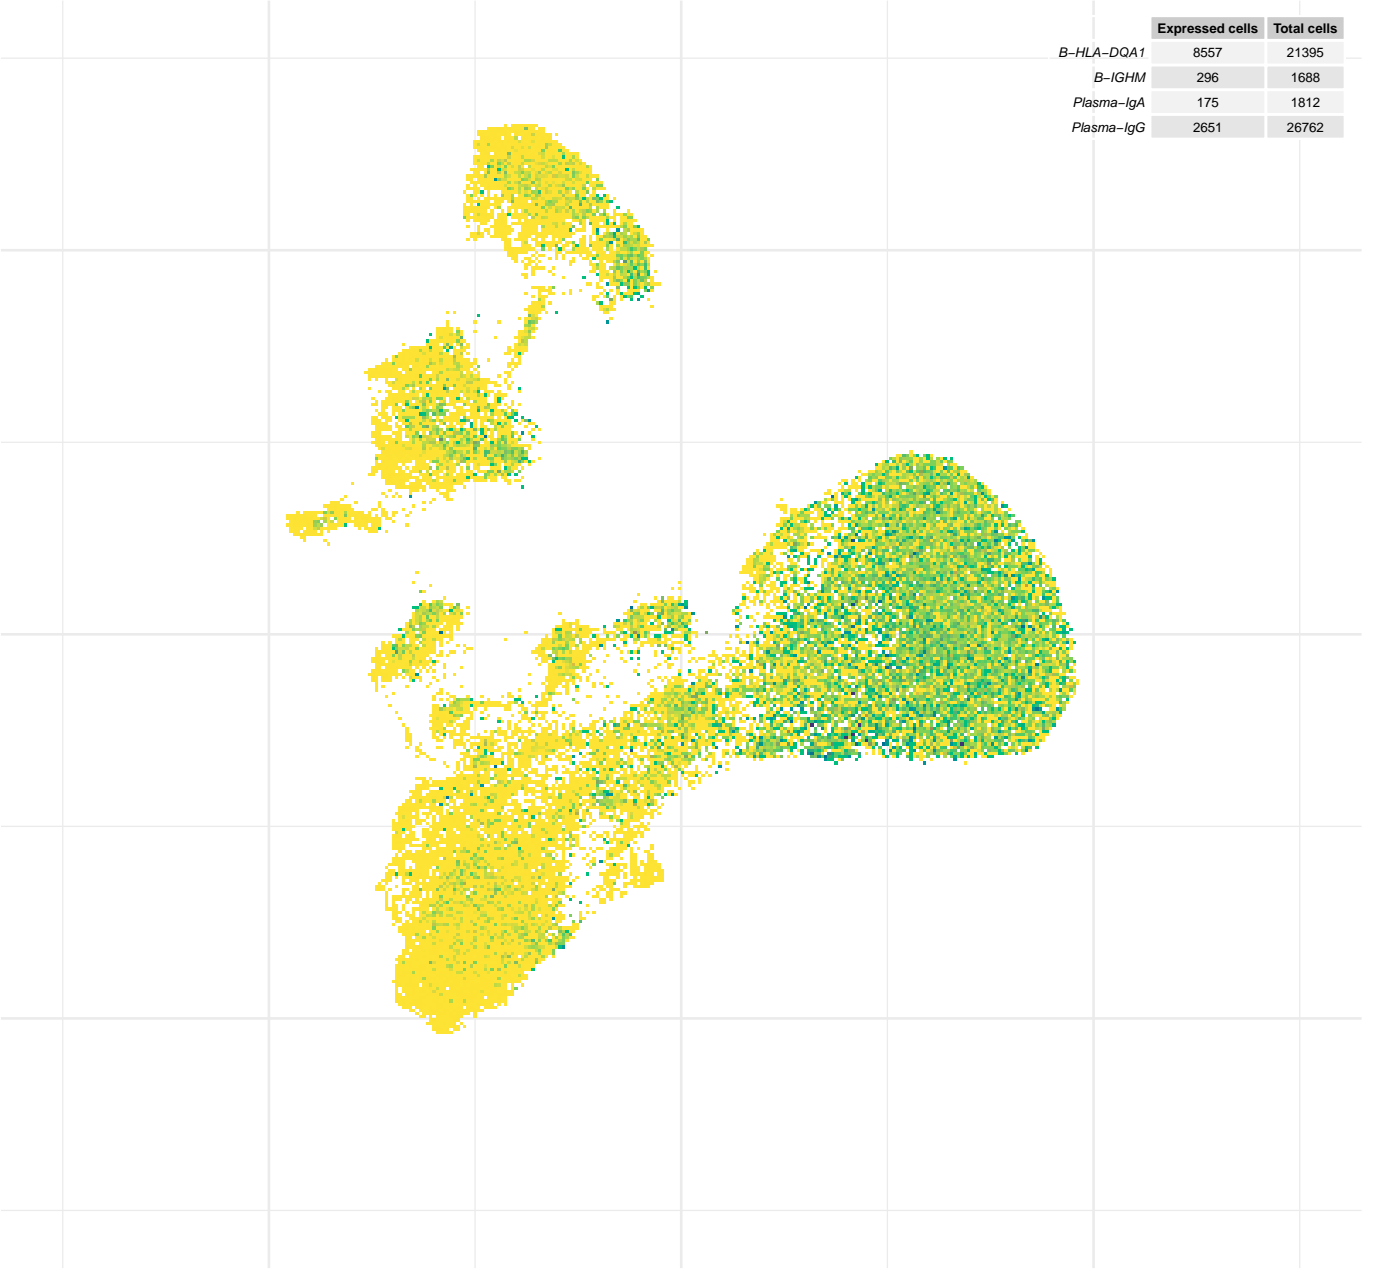 Expressed cells Total cells
B−HLA−DQA1 8557 21395
B−IGHM 296 1688
Plasma−IgA 175 1812
Plasma−IgG 2651 26762